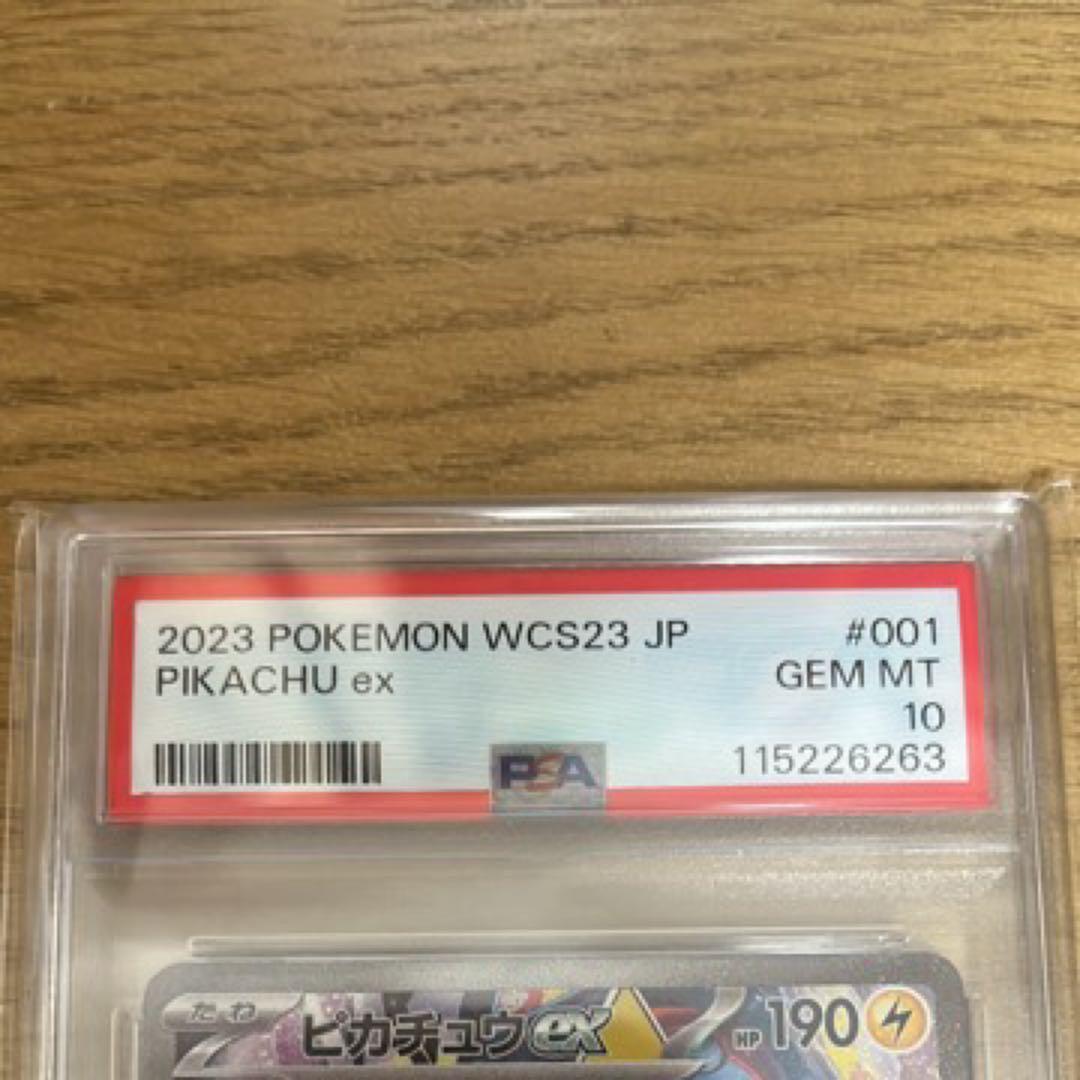 2023 POKEMON WCS23 JP #001
PIKACHU ex GEM MT
10
PSA 115226263
たね ピカチュウex HP 190